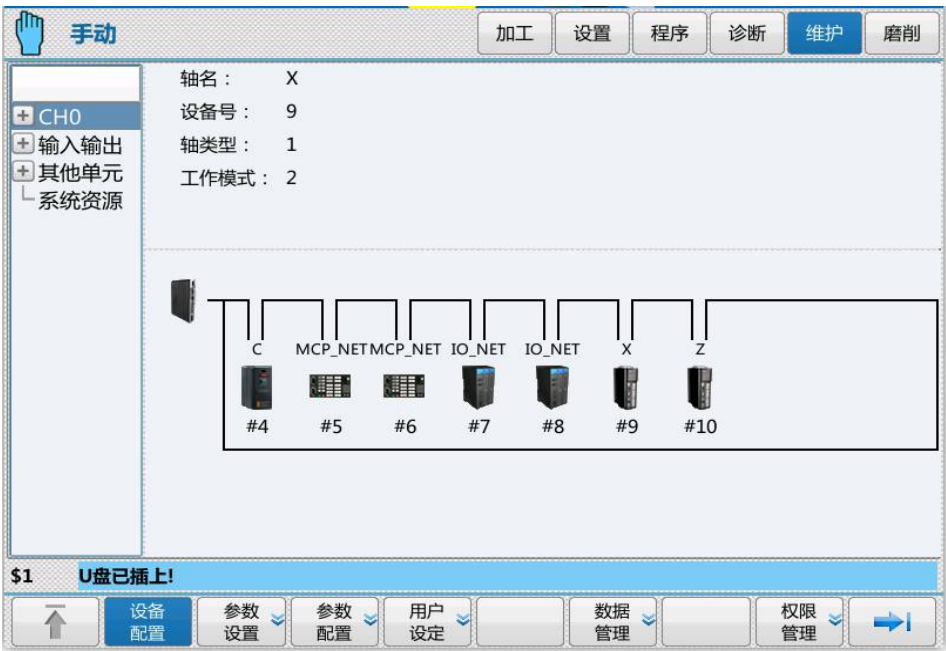 手动
加工
设置
程序
诊断
维护
磨削
轴名： X
设备号： 9
轴类型： 1
工作模式： 2
CH0
输入输出
其他单元
系统资源
C MCP_NET MCP_NET IO_NET IO_NET X Z
#4 #5 #6 #7 #8 #9 #10
$1 U盘已插上!
设备
配置
参数
设置
参数
配置
用户
设定
数据
管理
权限
管理